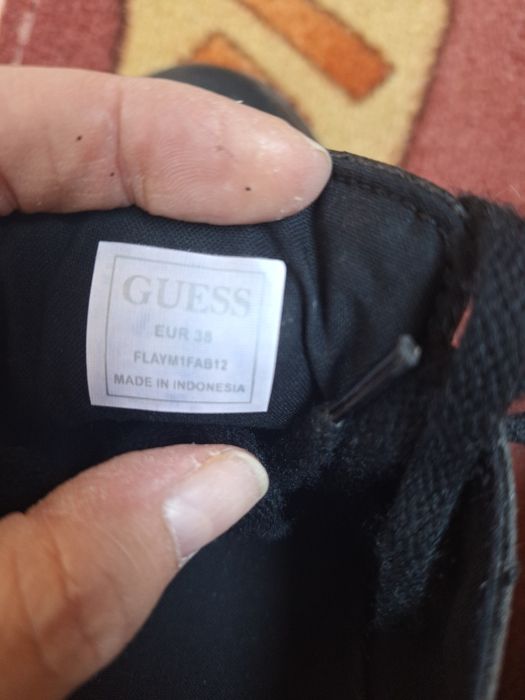 GUESS
EUR 38
FLAYM1FAB12
MADE IN INDONESIA